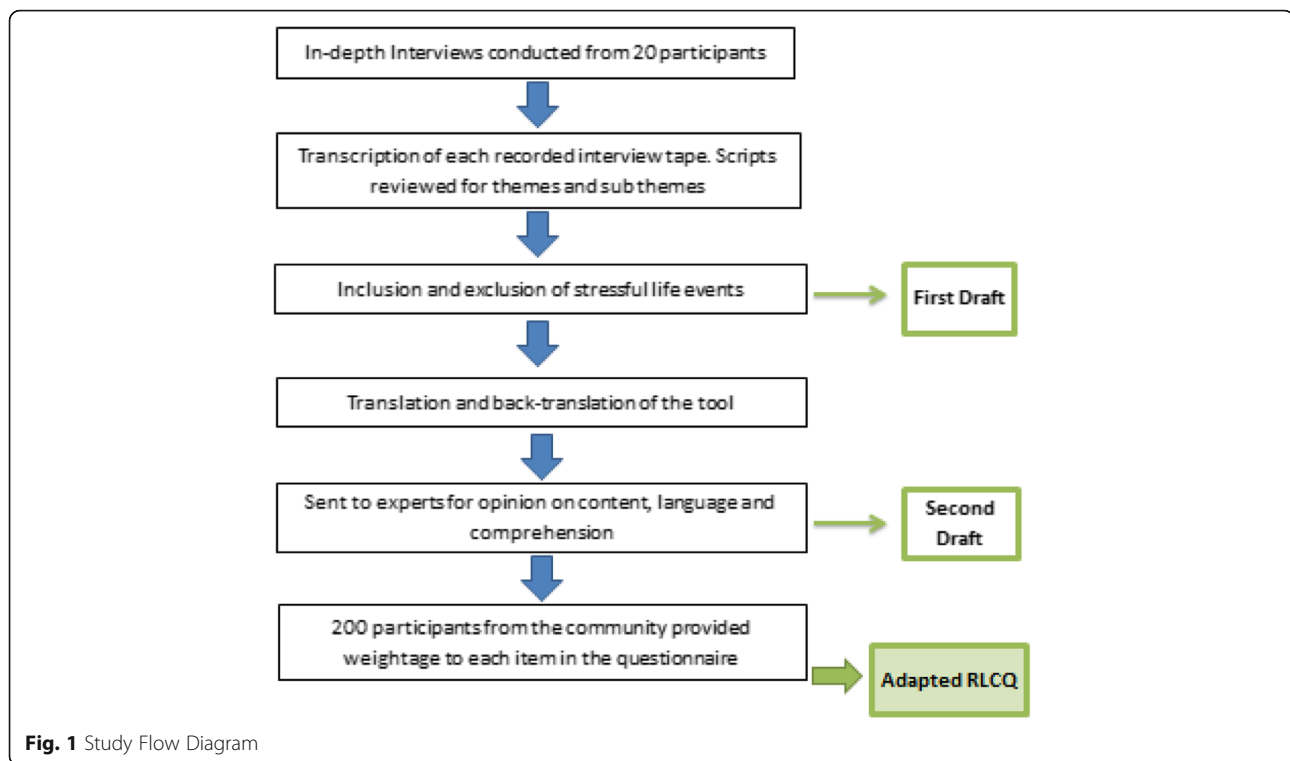 In-depth Interviews conducted from 20 participants
Transcription of each recorded interview tape. Scripts
reviewed for themes and sub themes
Inclusion and exclusion of stressful life events
First Draft
Translation and back-translation of the tool
Sent to experts for opinion on content, language and
comprehension
Second
Draft
200 participants from the community provided
weightage to each item in the questionnaire
Adapted RLCQ
Fig. 1 Study Flow Diagram